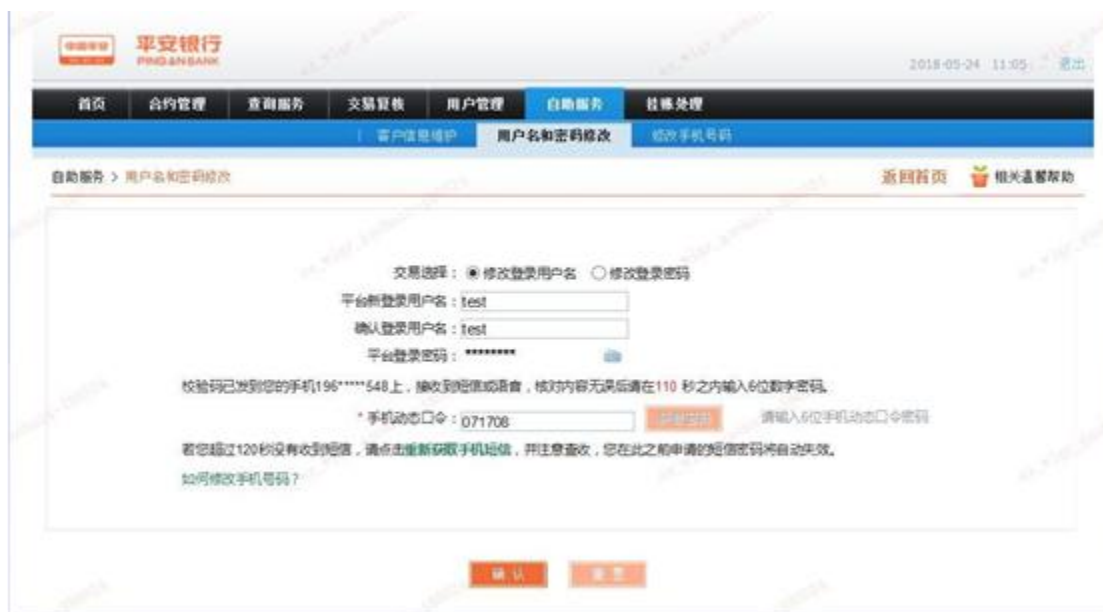 平安银行
PING AN BANK
2018-05-24 11:05 退出
首页 合约管理 查询服务 交易复核 用户管理 自助服务 挂账处理
客户信息维护 用户名和密码修改 修改手机号码
自助服务 > 用户名和密码修改
返回首页 相关温馨帮助
交易选择： 修改登录用户名 修改登录密码
平台新登录用户名：test
确认登录用户名：test
平台登录密码：********
校验码已发到您的手机196*****548上，接收到短信或语音，核对内容无误后请在110 秒之内输入6位数字密码。
* 手机动态口令：071708 请输入6位手机动态口令密码
若您超过120秒没有收到短信，请点击重新获取手机短信，并注意查收，您在此之前申请的短信密码将自动失效。
如何修改手机号码？
确 认 重 置